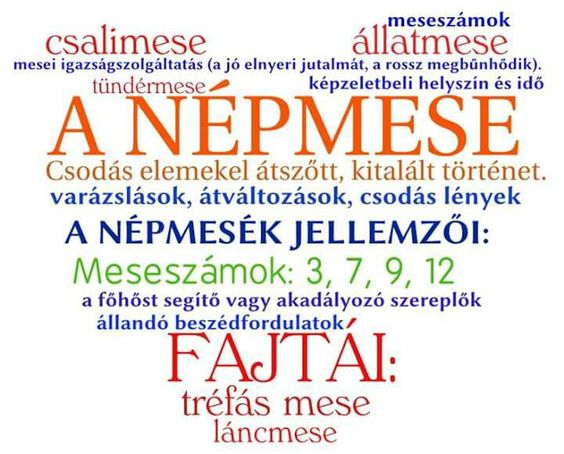 meseszámok
csalimese állatmese
mesei igazságszolgáltatás (a jó elnyeri jutalmát, a rossz megbűnhődik).
tündérmese képzeletbeli helyszín és idő
A NÉPMESE
Csodás elemekel átszőtt, kitalált történet.
varázslások, átváltozások, csodás lények
A NÉPMESÉK JELLEMZŐI:
Meseszámok: 3, 7, 9, 12
a főhőst segítő vagy akadályozó szereplők
állandó beszédfordulatok
FAJTÁI:
tréfás mese
láncmese